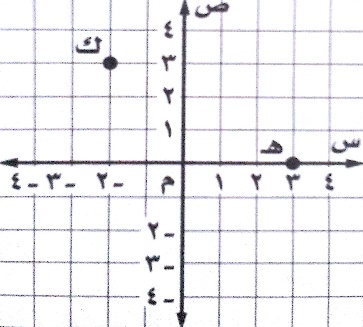 ض
٤
ك
٣
٢
١
هـ
س
-٤ -٣ -٢ م ١ ٢ ٣ ٤
-٢
-٣
-٤